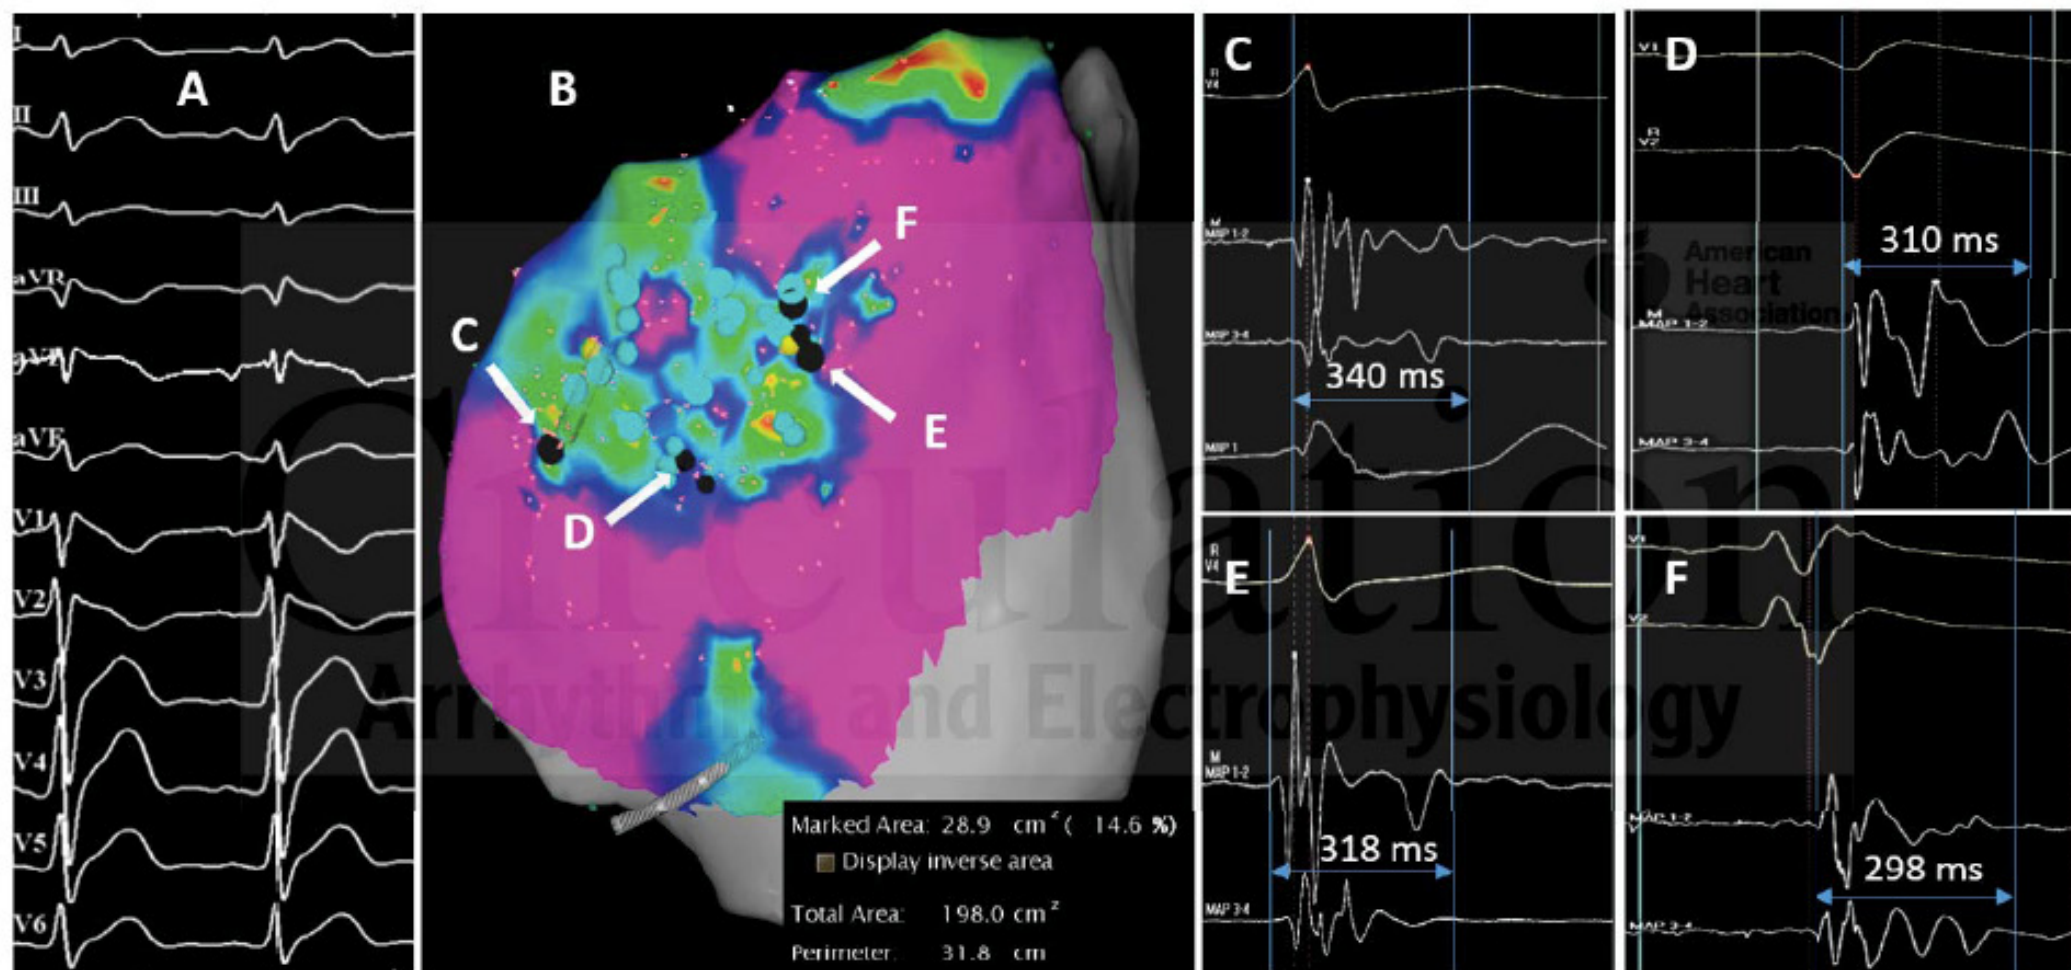 A
I
II
III
aVR
aVF
V1
V2
V3
V4
V5
V6
B
F
C
E
D
Marked Area: 28.9 cm² ( 14.6 %)
Display inverse area
Total Area: 198.0 cm²
Perimeter: 31.8 cm
C
R
V4
M
MAP 1-2
MAP 3-4
340 ms
MAP 1
D
V1
R
V2
310 ms
M
MAP 1-2
MAP 3-4
E
R
V4
M
MAP 1-2
318 ms
MAP 3-4
F
V1
V2
MAP 1-2
298 ms
MAP 3-4
American
Heart
Association
Circulation
Arrhythmia and Electrophysiology